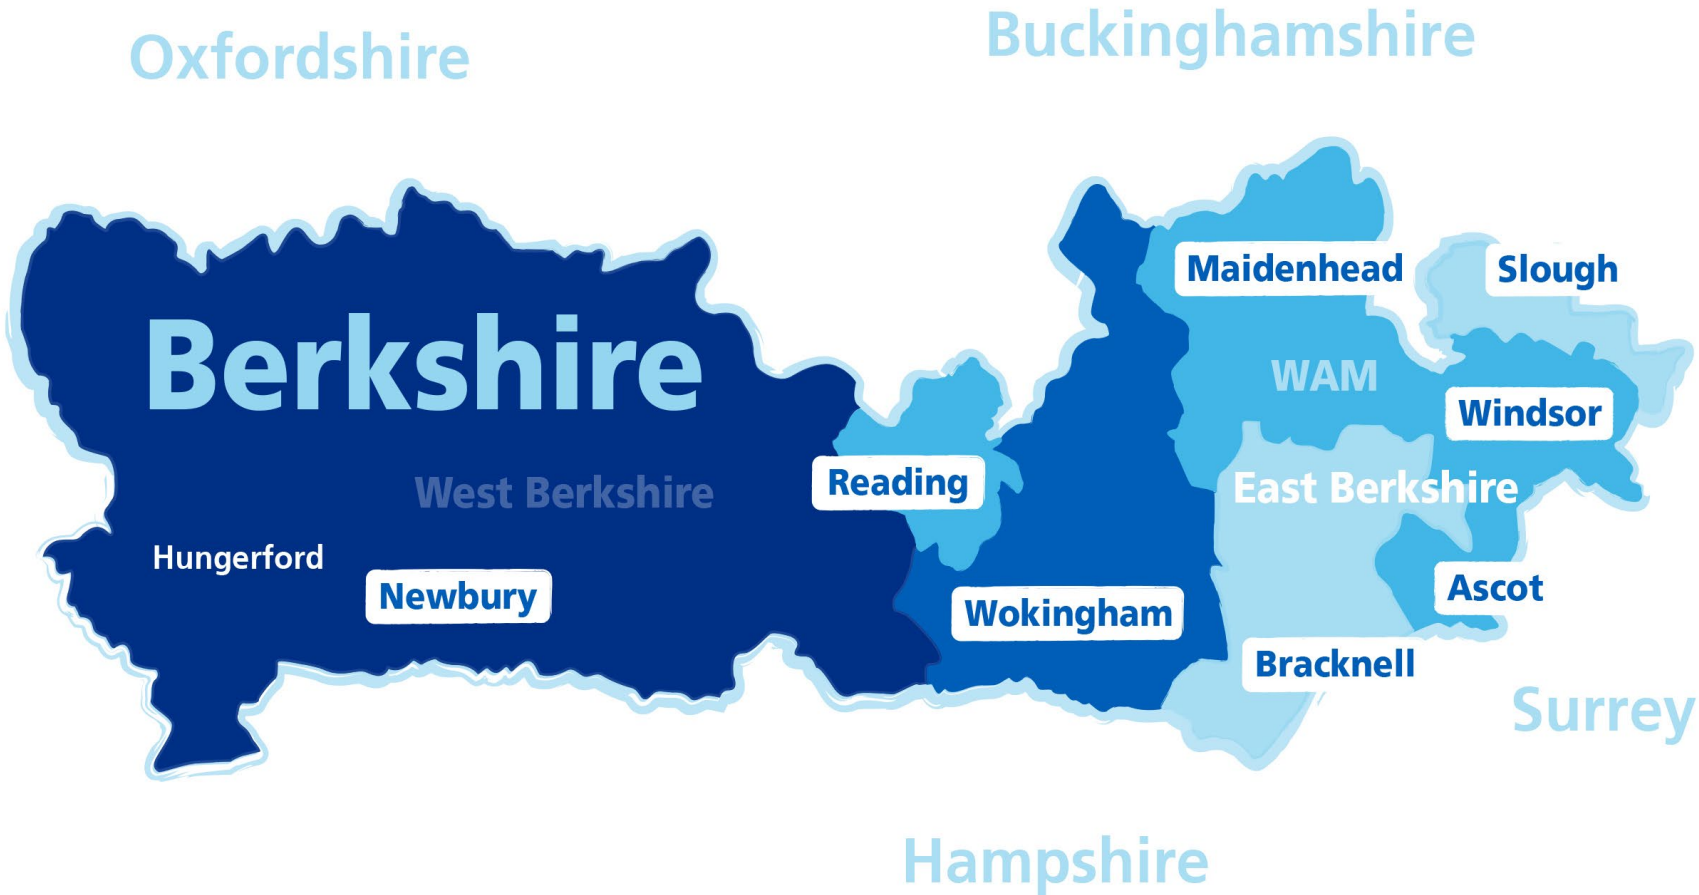 Oxfordshire
Buckinghamshire
Maidenhead
Slough
Berkshire
WAM
Windsor
West Berkshire
Reading
East Berkshire
Hungerford
Newbury
Wokingham
Ascot
Bracknell
Surrey
Hampshire